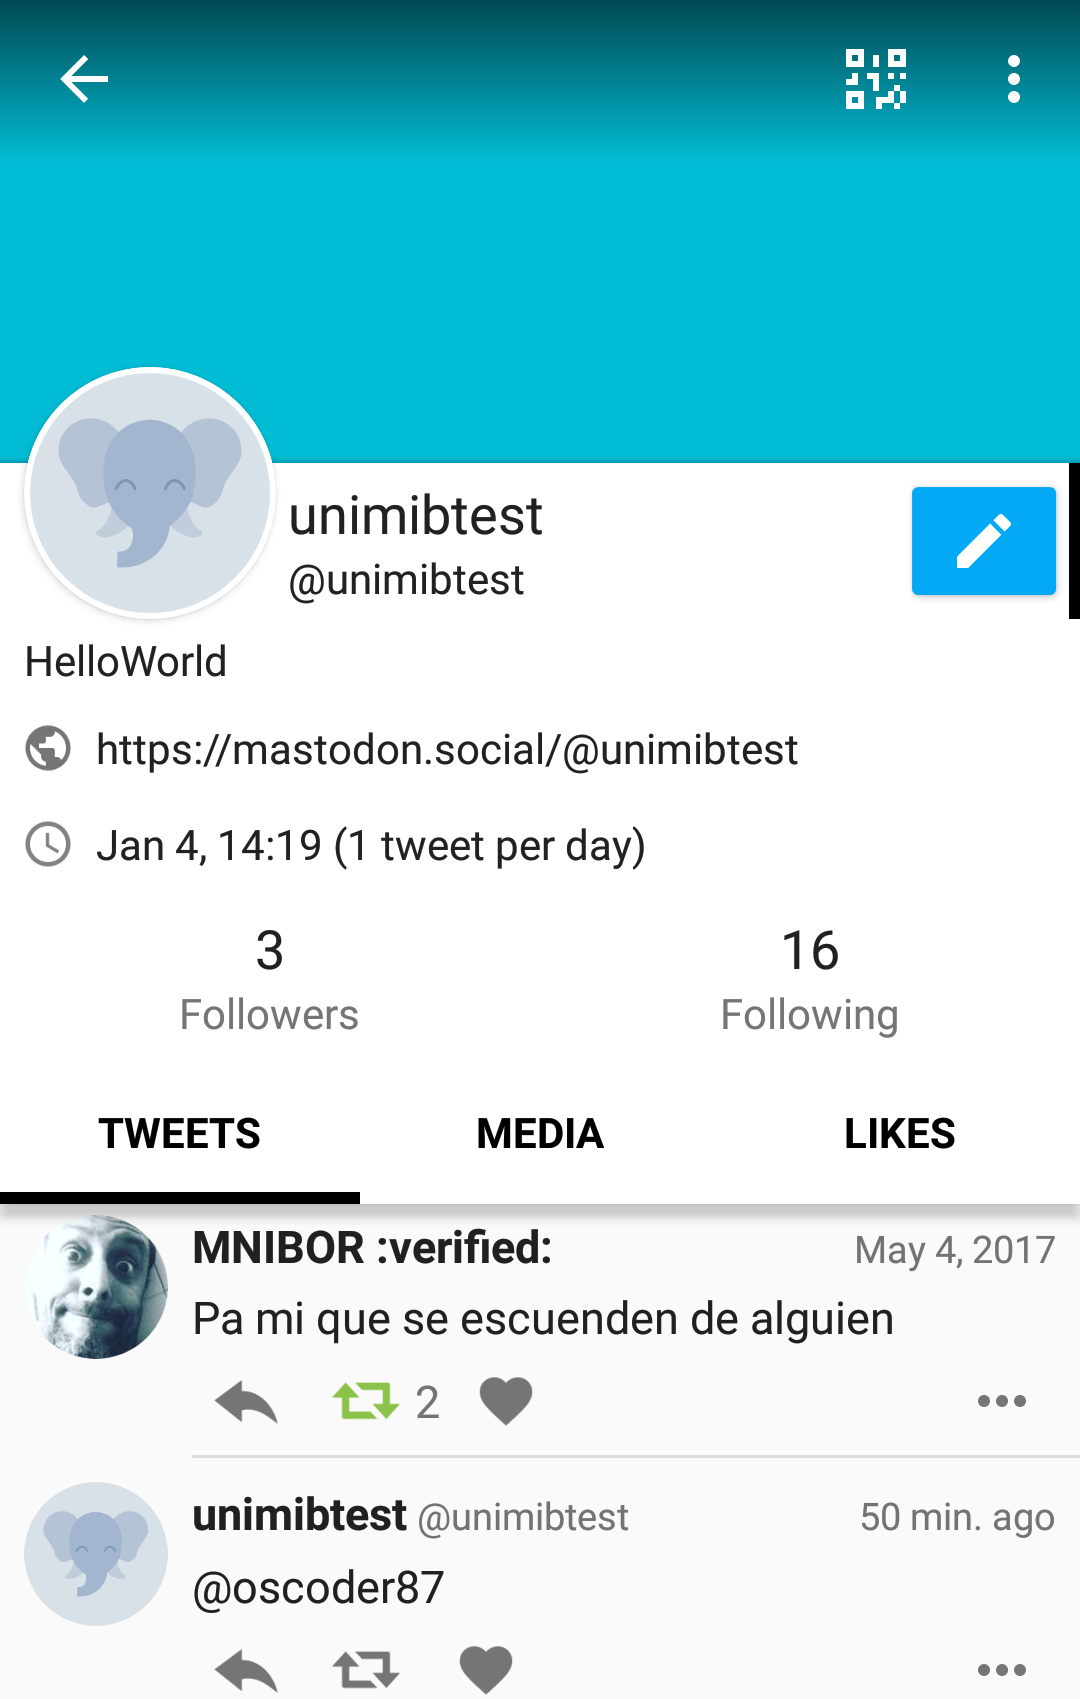 unimibtest
@unimibtest
HelloWorld
https://mastodon.social/@unimibtest
Jan 4, 14:19 (1 tweet per day)
3
Followers
16
Following
TWEETS
MEDIA
LIKES
MNIBOR :verified:
May 4, 2017
Pa mi que se escuenden de alguien
2
unimibtest @unimibtest
50 min. ago
@oscoder87